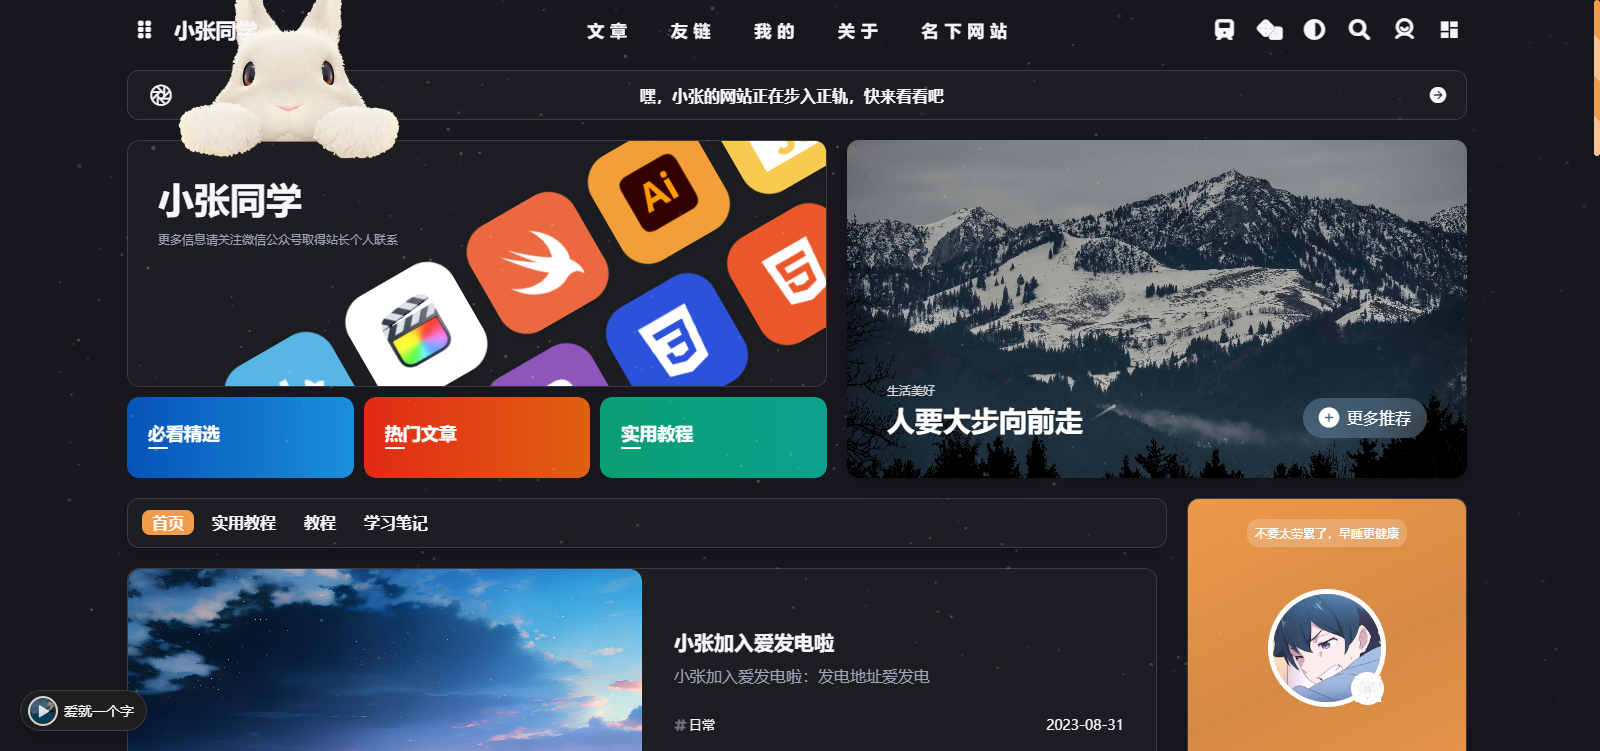 小张同学
文章 友链 我的 关于 名下网站
嘿，小张的网站正在步入正轨，快来看看吧
小张同学
更多信息请关注微信公众号取得站长个人联系
Ai
5
3
生活美好
人要大步向前走
更多推荐
必看精选
热门文章
实用教程
首页 实用教程 教程 学习笔记
不要太劳累了，早睡更健康
小张加入爱发电啦
小张加入爱发电啦：发电地址爱发电
#日常
2023-08-31
爱就一个字